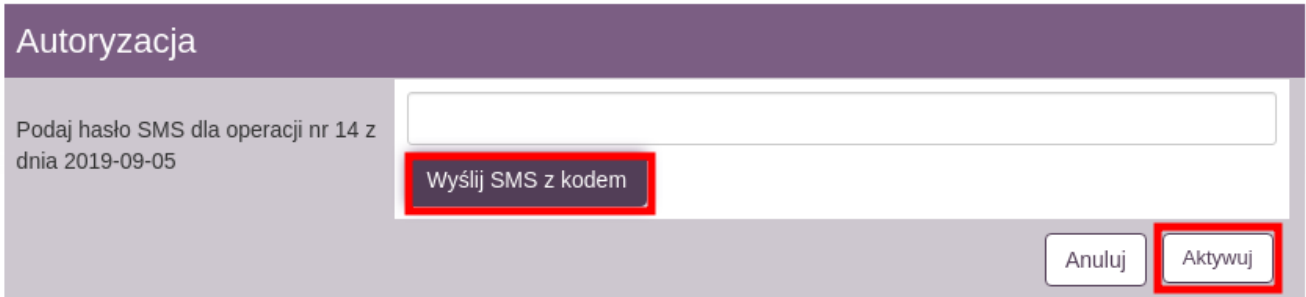 Autoryzacja
Podaj hasło SMS dla operacji nr 14 z
dnia 2019-09-05
Wyślij SMS z kodem
Anuluj
Aktywuj